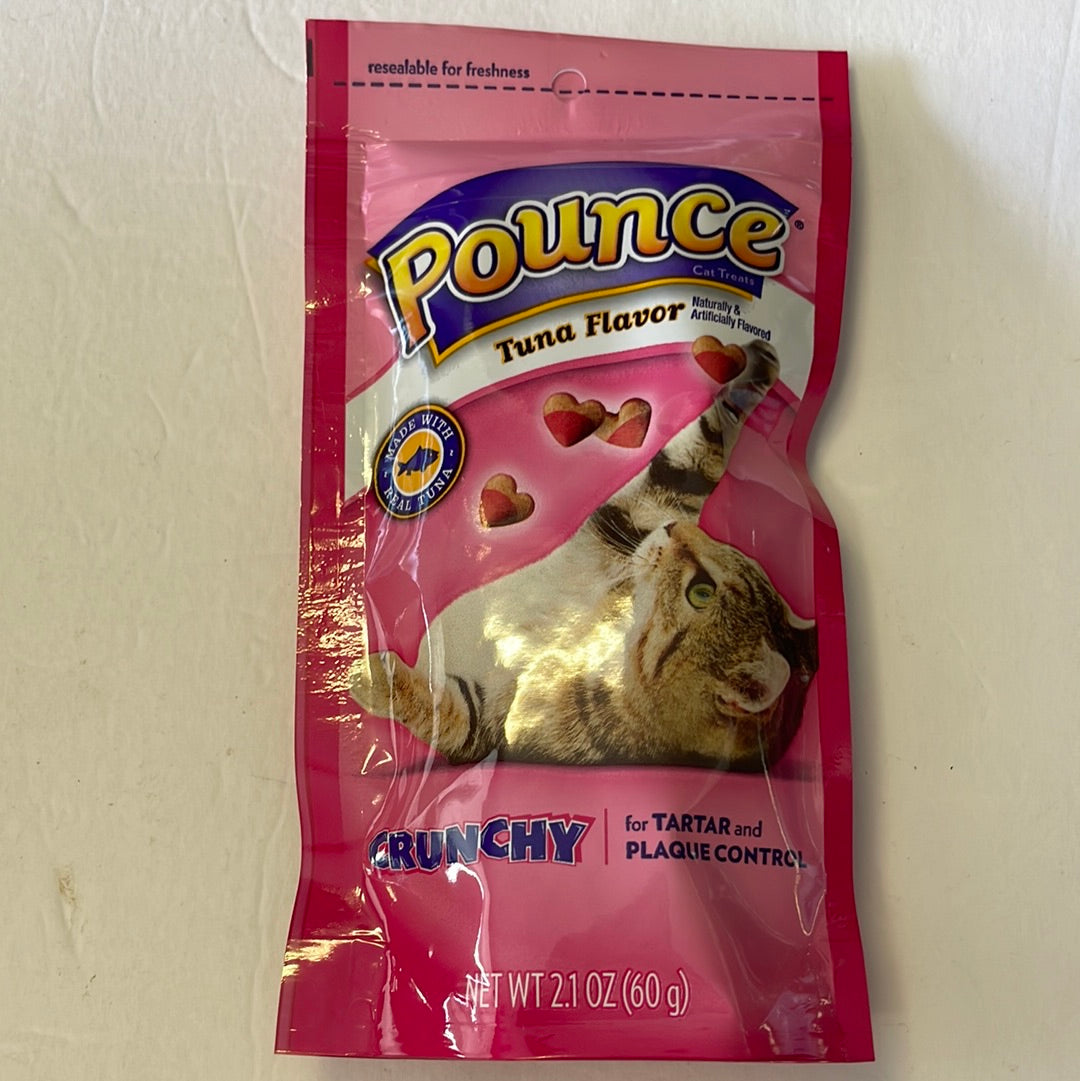 resealable for freshness
Pounce®
Cat Treats
Tuna Flavor
Naturally &
Artificially Flavored
MADE WITH
REAL TUNA
CRUNCHY
for TARTAR and
PLAQUE CONTROL
NET WT 2.1 OZ (60 g)